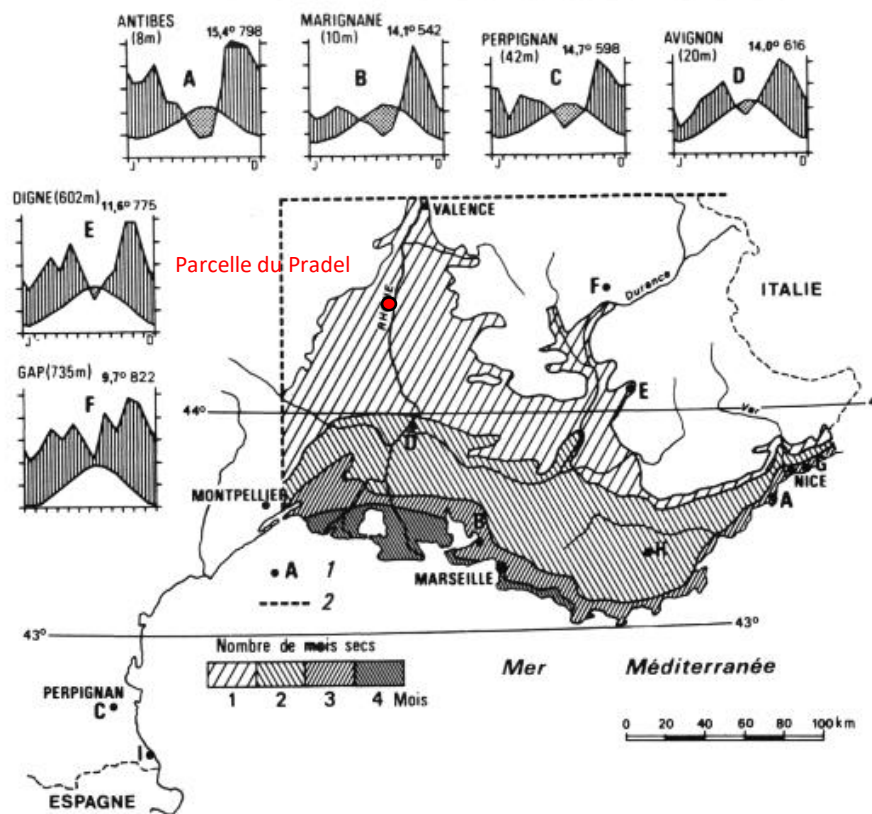 ANTIBES
(8m)
15,4° 798
A
J
D
MARIGNANE
(10m)
14,1° 542
B
J
D
PERPIGNAN
(42m)
14,7° 598
C
J
D
AVIGNON
(20m)
14,0° 616
D
J
D
DIGNE (602m)
11,6° 775
E
J
D
GAP (735m)
9,7° 822
F
Parcelle du Pradel
VALENCE
F
Durance
ITALIE
E
44°
Var
D
G
NICE
A
MONTPELLIER
B
MARSEILLE
A 1
2
43°
43°
Nombre de mois secs
1 2 3 4 Mois
Mer Méditerranée
PERPIGNAN
C
I
ESPAGNE
0 20 40 60 80 100 km